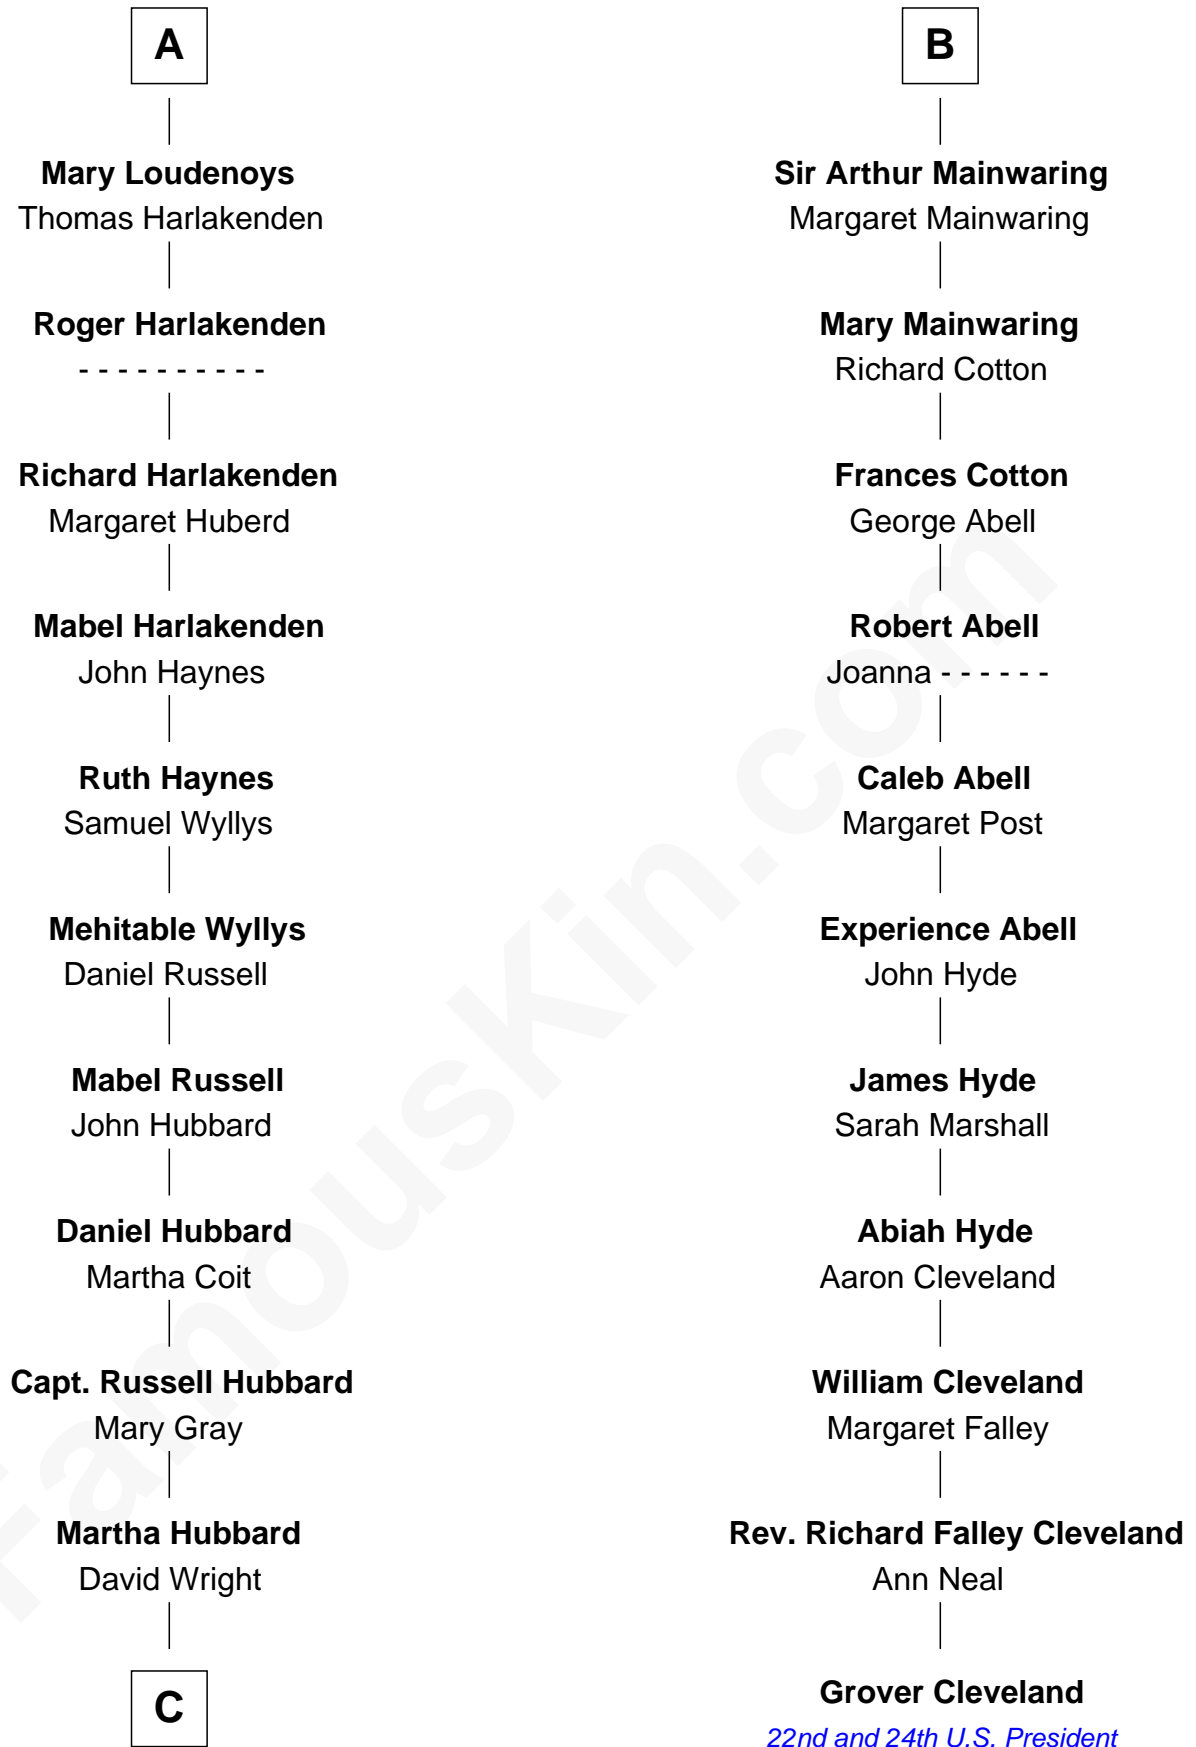 A
Mary Loudenoys
Thomas Harlakenden
Roger Harlakenden
- - - - - - - - - -
Richard Harlakenden
Margaret Huberd
Mabel Harlakenden
John Haynes
Ruth Haynes
Samuel Wyllys
Mehitable Wyllys
Daniel Russell
Mabel Russell
John Hubbard
Daniel Hubbard
Martha Coit
Capt. Russell Hubbard
Mary Gray
Martha Hubbard
David Wright
C
B
Sir Arthur Mainwaring
Margaret Mainwaring
Mary Mainwaring
Richard Cotton
Frances Cotton
George Abell
Robert Abell
Joanna - - - - - -
Caleb Abell
Margaret Post
Experience Abell
John Hyde
James Hyde
Sarah Marshall
Abiah Hyde
Aaron Cleveland
William Cleveland
Margaret Falley
Rev. Richard Falley Cleveland
Ann Neal
Grover Cleveland
22nd and 24th U.S. President
FamousKin.com